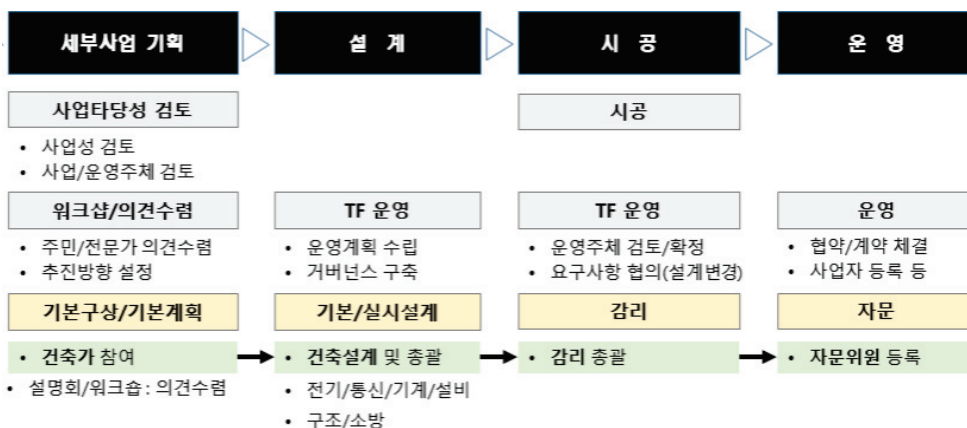 세부사업 기획
설 계
시 공
운 영
사업타당성 검토
시공
• 사업성 검토
• 사업/운영주체 검토
워크샵/의견수렴
TF 운영
TF 운영
운영
• 주민/전문가 의견수렴
• 추진방향 설정
• 운영계획 수립
• 거버넌스 구축
• 운영주체 검토/확정
• 요구사항 협의(설계변경)
• 협약/계약 체결
• 사업자 등록 등
기본구상/기본계획
기본/실시설계
감리
자문
• 건축가 참여
• 건축설계 및 총괄
• 감리 총괄
• 자문위원 등록
• 설명회/워크숍 : 의견수렴
• 전기/통신/기계/설비
• 구조/소방